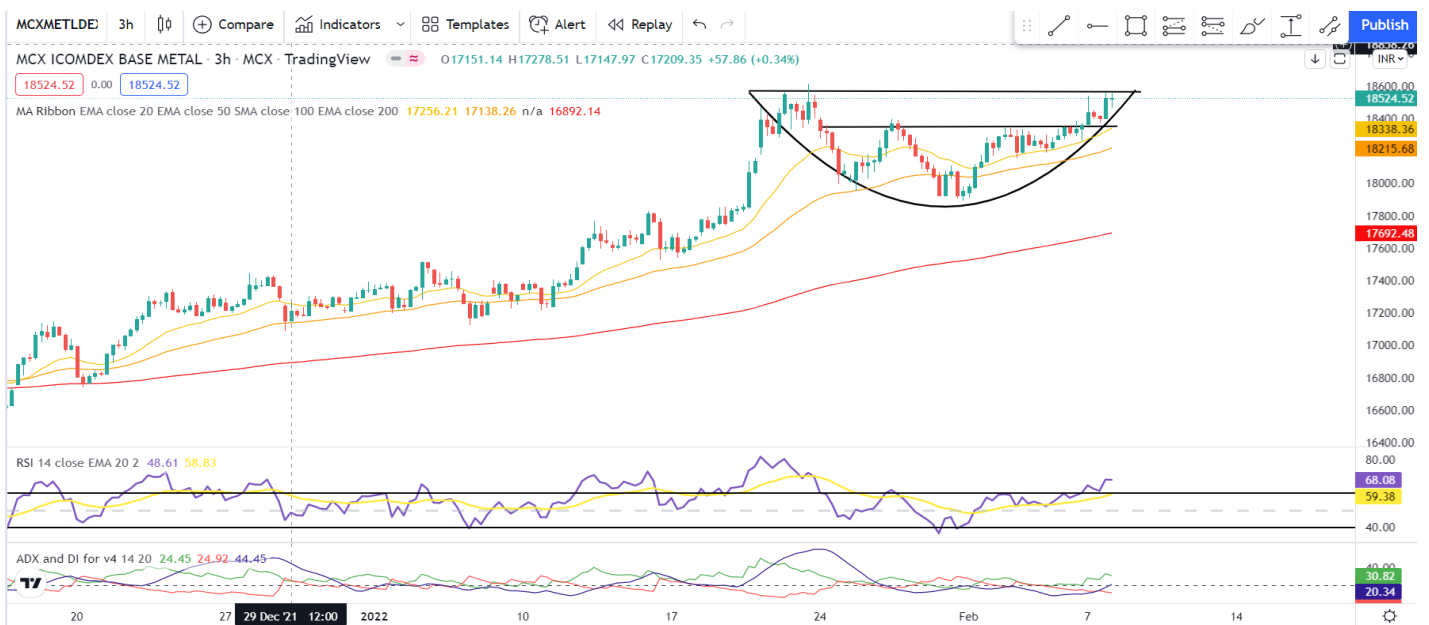 MCXMETLDEX 3h Compare Indicators Templates Alert Replay Publish
MCX ICOMDEX BASE METAL · 3h · MCX · TradingView O17151.14 H17278.51 L17147.97 C17209.35 +57.86 (+0.34%)
INR
18524.52 0.00 18524.52
MA Ribbon EMA close 20 EMA close 50 SMA close 100 EMA close 200 17256.21 17138.26 n/a 16892.14
18600.00
18524.52
18400.00
18338.36
18215.68
18000.00
17800.00
17692.48
17600.00
17400.00
17200.00
17000.00
16800.00
16600.00
16400.00
RSI 14 close EMA 20 2 48.61 58.83
80.00
68.08
59.38
40.00
ADX and DI for v4 14 20 24.45 24.92 44.45
40.00
30.82
20.34
20 27 29 Dec '21 12:00 2022 10 17 24 Feb 7 14